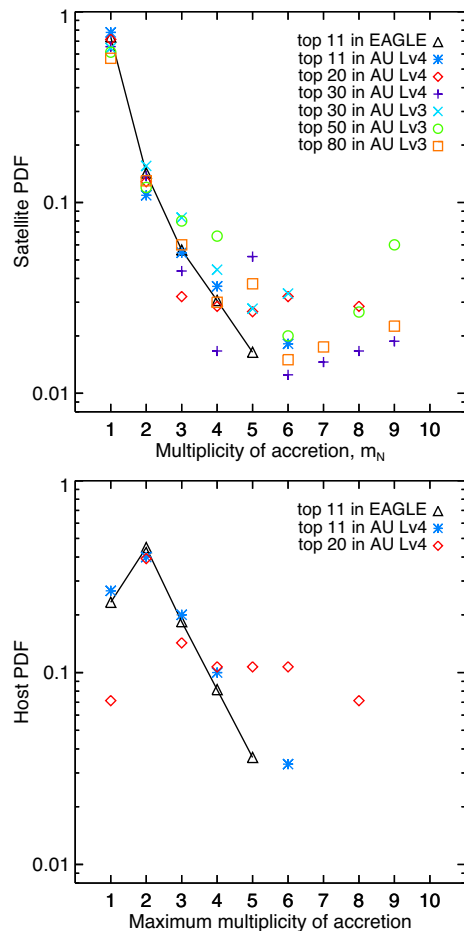 1
0.1
0.01
Satellite PDF
top 11 in EAGLE
top 11 in AU Lv4
top 20 in AU Lv4
top 30 in AU Lv4
top 30 in AU Lv3
top 50 in AU Lv3
top 80 in AU Lv3
1 2 3 4 5 6 7 8 9 10
Multiplicity of accretion, m_N
1
0.1
0.01
Host PDF
top 11 in EAGLE
top 11 in AU Lv4
top 20 in AU Lv4
1 2 3 4 5 6 7 8 9 10
Maximum multiplicity of accretion